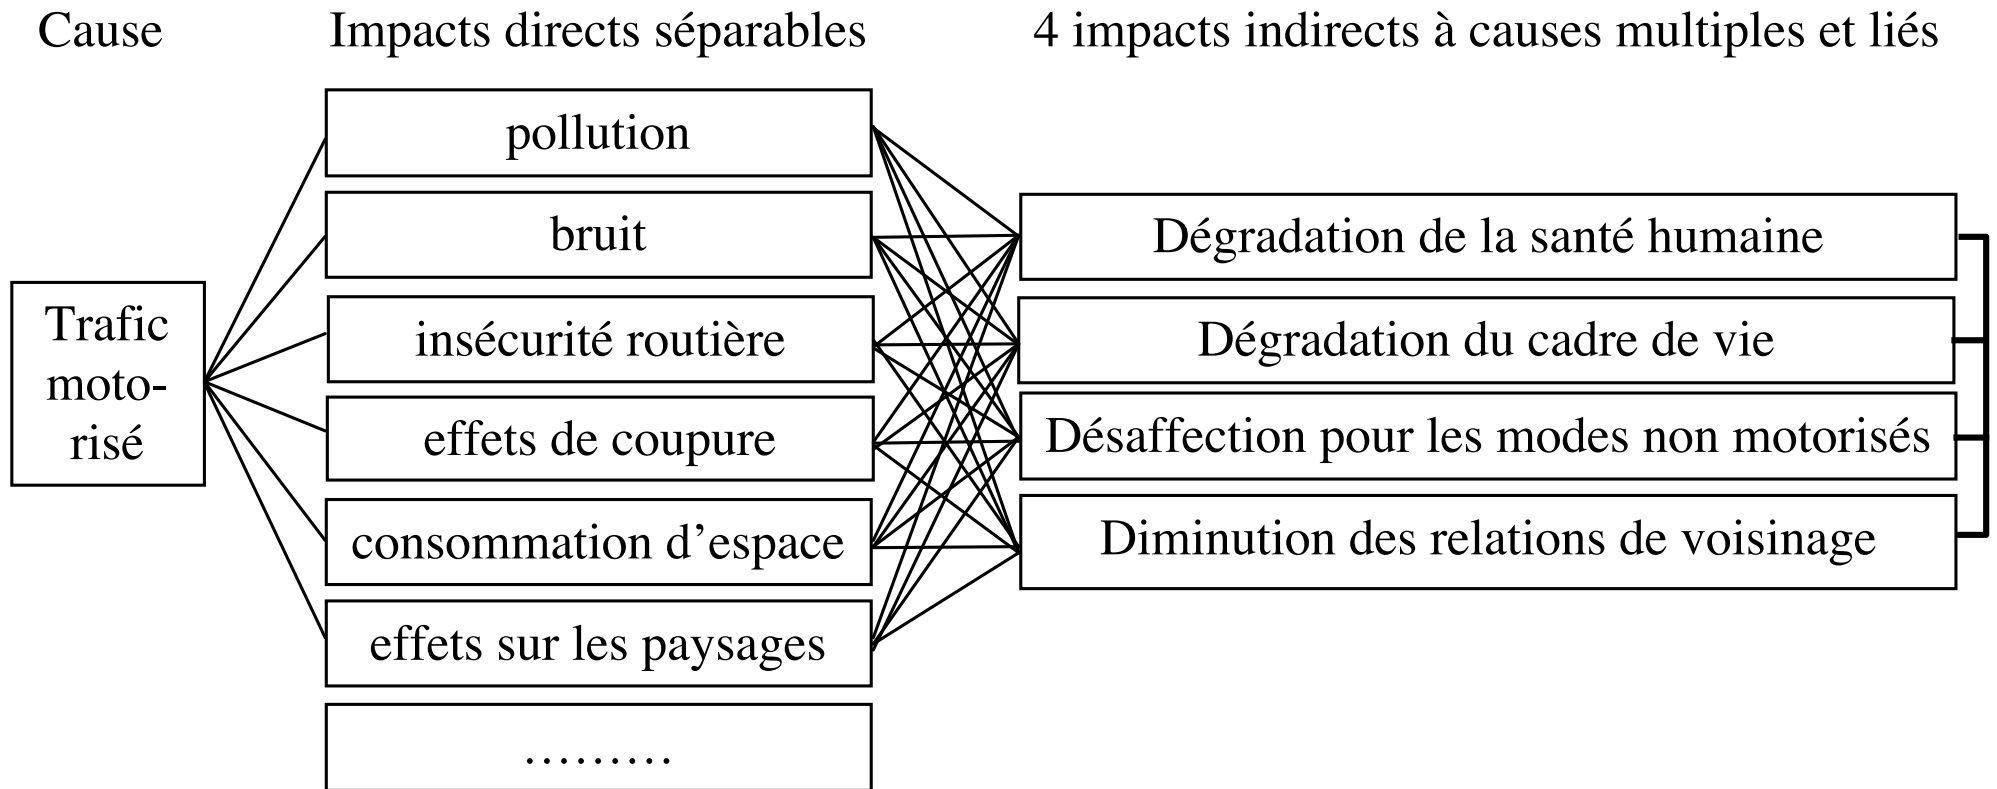 Cause
Impacts directs séparables
4 impacts indirects à causes multiples et liés
Trafic
moto-
risé
pollution
bruit
insécurité routière
effets de coupure
consommation d’espace
effets sur les paysages
………
Dégradation de la santé humaine
Dégradation du cadre de vie
Désaffection pour les modes non motorisés
Diminution des relations de voisinage